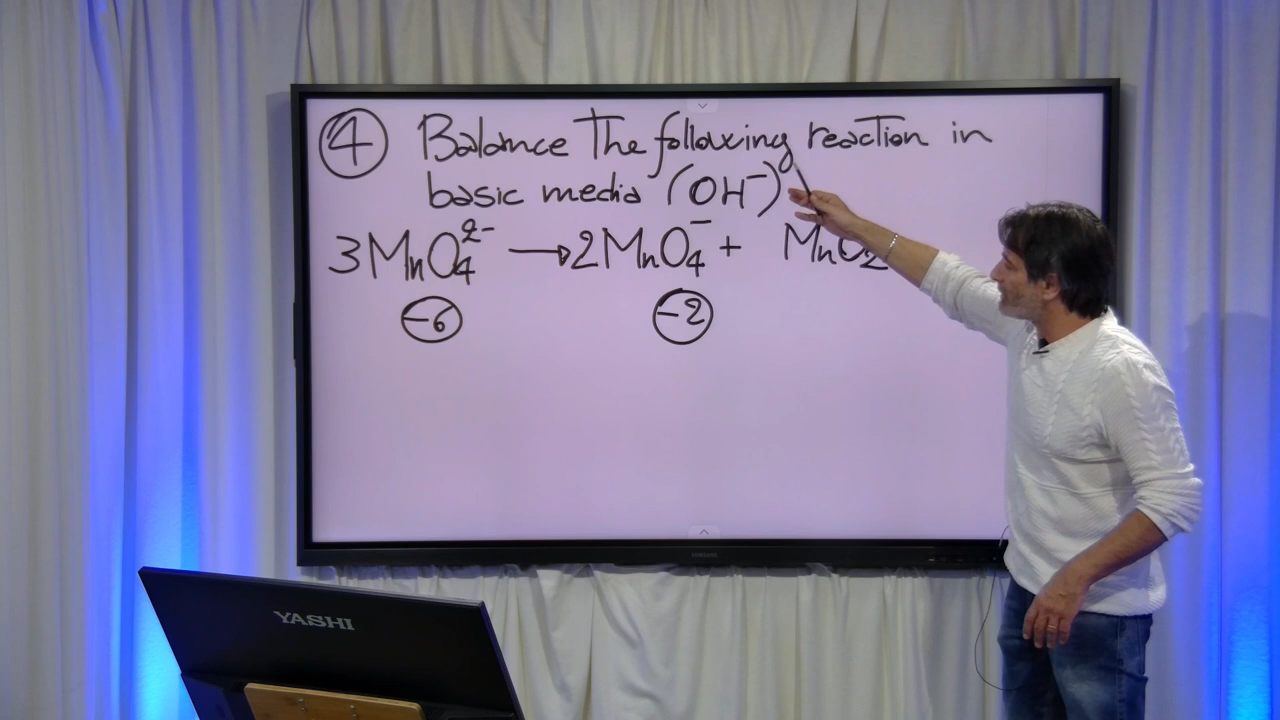 ④ Balance The following reaction in
basic media (OH⁻)
3MnO₄²⁻ → 2MnO₄⁻ + MnO₂
-6 -2
SAMSUNG
YASHI